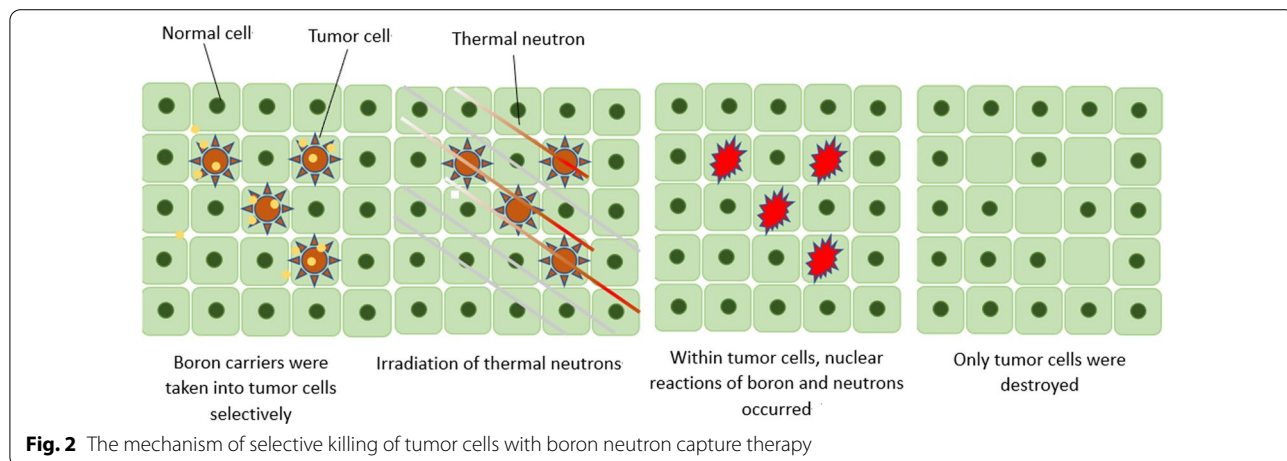 Normal cell
Tumor cell
Thermal neutron
Boron carriers were
taken into tumor cells
selectively
Irradiation of thermal neutrons
Within tumor cells, nuclear
reactions of boron and neutrons
occurred
Only tumor cells were
destroyed
Fig. 2 The mechanism of selective killing of tumor cells with boron neutron capture therapy